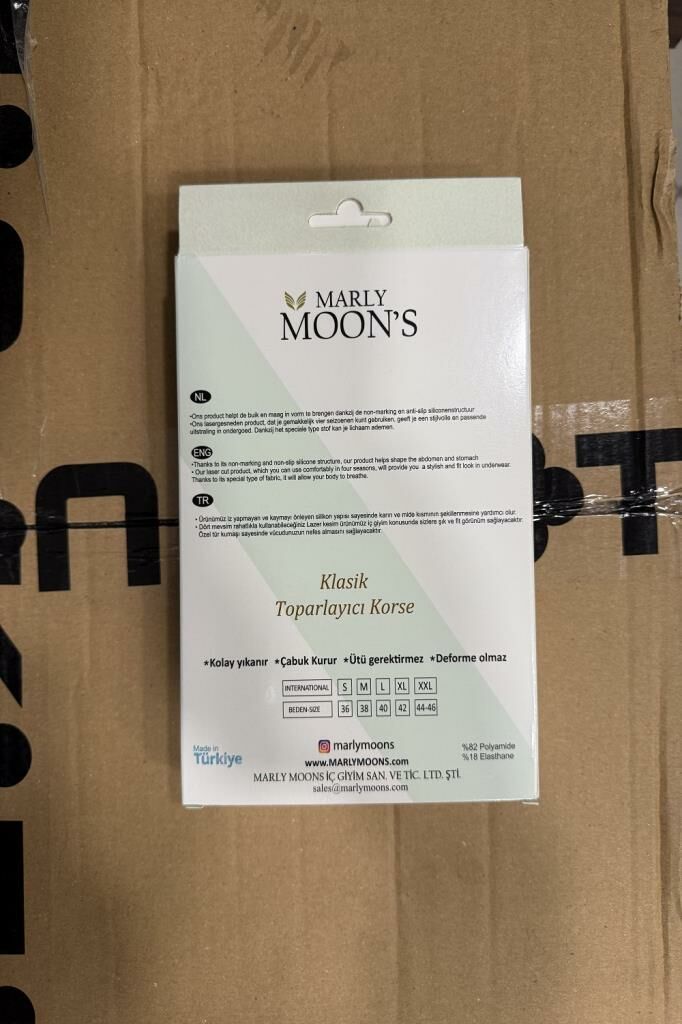 MARLY
MOON'S
NL
•Ons product helpt de buik en maag in vorm te brengen dankzij de non-marking en anti-slip siliconenstructuur
•Ons lasergesneden product, dat je gemakkelijk vier seizoenen kunt gebruiken, geeft je een stijlvolle en passende
uitstraling in ondergoed. Dankzij het speciale type stof kan je lichaam ademen.
ENG
•Thanks to its non-marking and non-slip silicone structure, our product helps shape the abdomen and stomach
• Our laser cut product, which you can use comfortably in four seasons, will provide you a stylish and fit look in underwear.
Thanks to its special type of fabric, it will allow your body to breathe.
TR
• Ürünümüz iz yapmayan ve kaymayı önleyen silikon yapısı sayesinde karın ve mide kısmının şekillenmesine yardımcı olur.
• Dört mevsim rahatlıkla kullanabileceğiniz Lazer kesim ürünümüz iç giyim konusunda sizlere şık ve fit görünüm sağlayacaktır.
Özel tür kumaşı sayesinde vücudunuzun nefes almasını sağlayacaktır.
Klasik
Toparlayıcı Korse
★Kolay yıkanır ★Çabuk Kurur ★Ütü gerektirmez ★Deforme olmaz
INTERNATIONAL S M L XL XXL
BEDEN-SIZE 36 38 40 42 44-46
Made in
Türkiye
marlymoons
www.MARLYMOONS.com
MARLY MOONS İÇ GİYİM SAN. VE TİC. LTD. ŞTİ.
sales@marlymoons.com
%82 Polyamide
%18 Elasthane